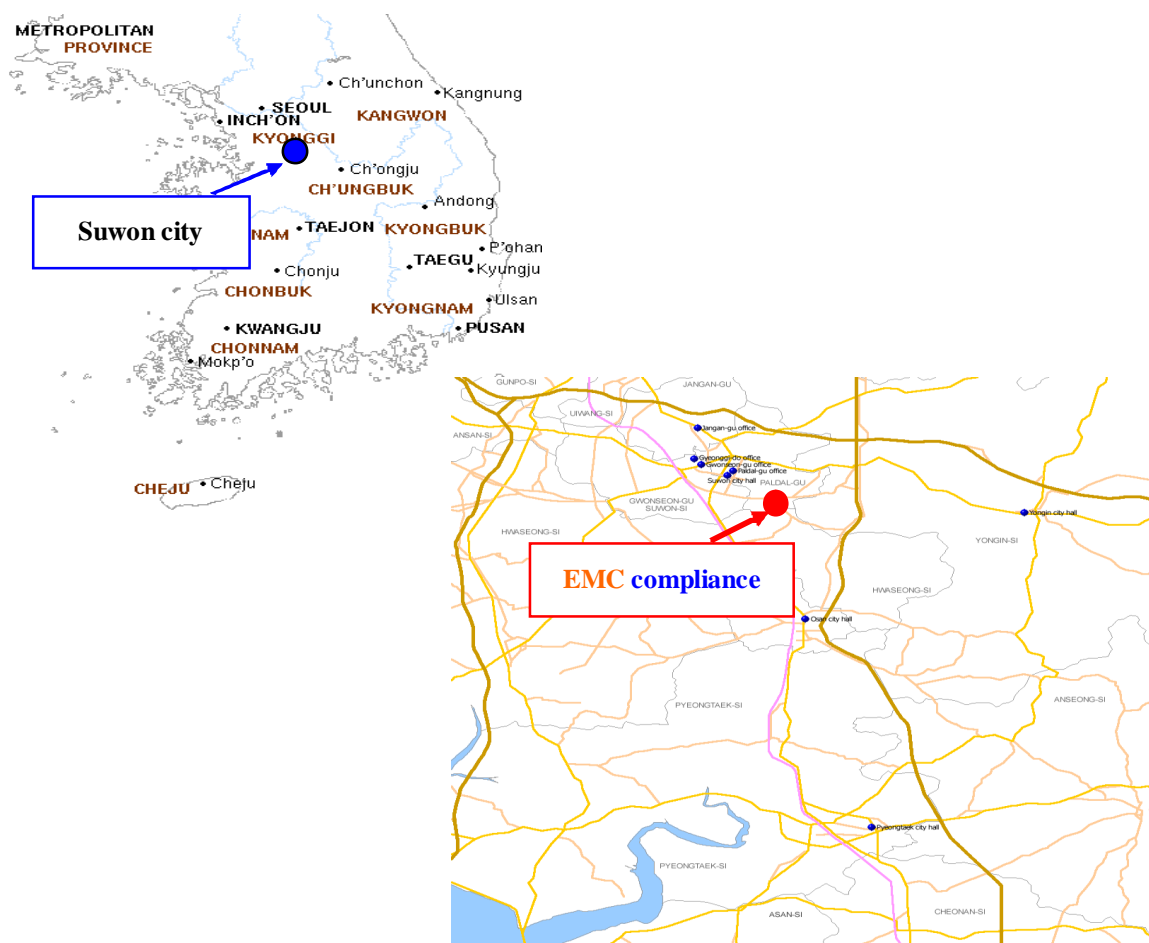 METROPOLITAN
PROVINCE
Ch'unchon
Kangnung
SEOUL
KANGWON
INCH'ON
KYONGGI
Ch'ongju
CH'UNGBUK
Andong
Suwon city
NAM
TAEJON
KYONGBUK
P'ohan
TAEGU
Kyungju
Chonju
CHONBUK
Ulsan
KYONGNAM
KWANGJU
PUSAN
CHONNAM
Mokp'o
CHEJU
Cheju
GUNPO-SI
JANGAN-GU
UIWANG-SI
Jangan-gu office
ANSAN-SI
Gyeonggi-do office
Gwonseon-gu office
Paldal-gu office
Suwon city hall
PALDAL-GU
GWONSEON-GU
SUWON-SI
Yongin city hall
HWASEONG-SI
YONGIN-SI
EMC compliance
HWASEONG-SI
Osan city hall
ANSEONG-SI
PYEONGTAEK-SI
Pyeongtaek city hall
PYEONGTAEK-SI
ASAN-SI
CHEONAN-SI